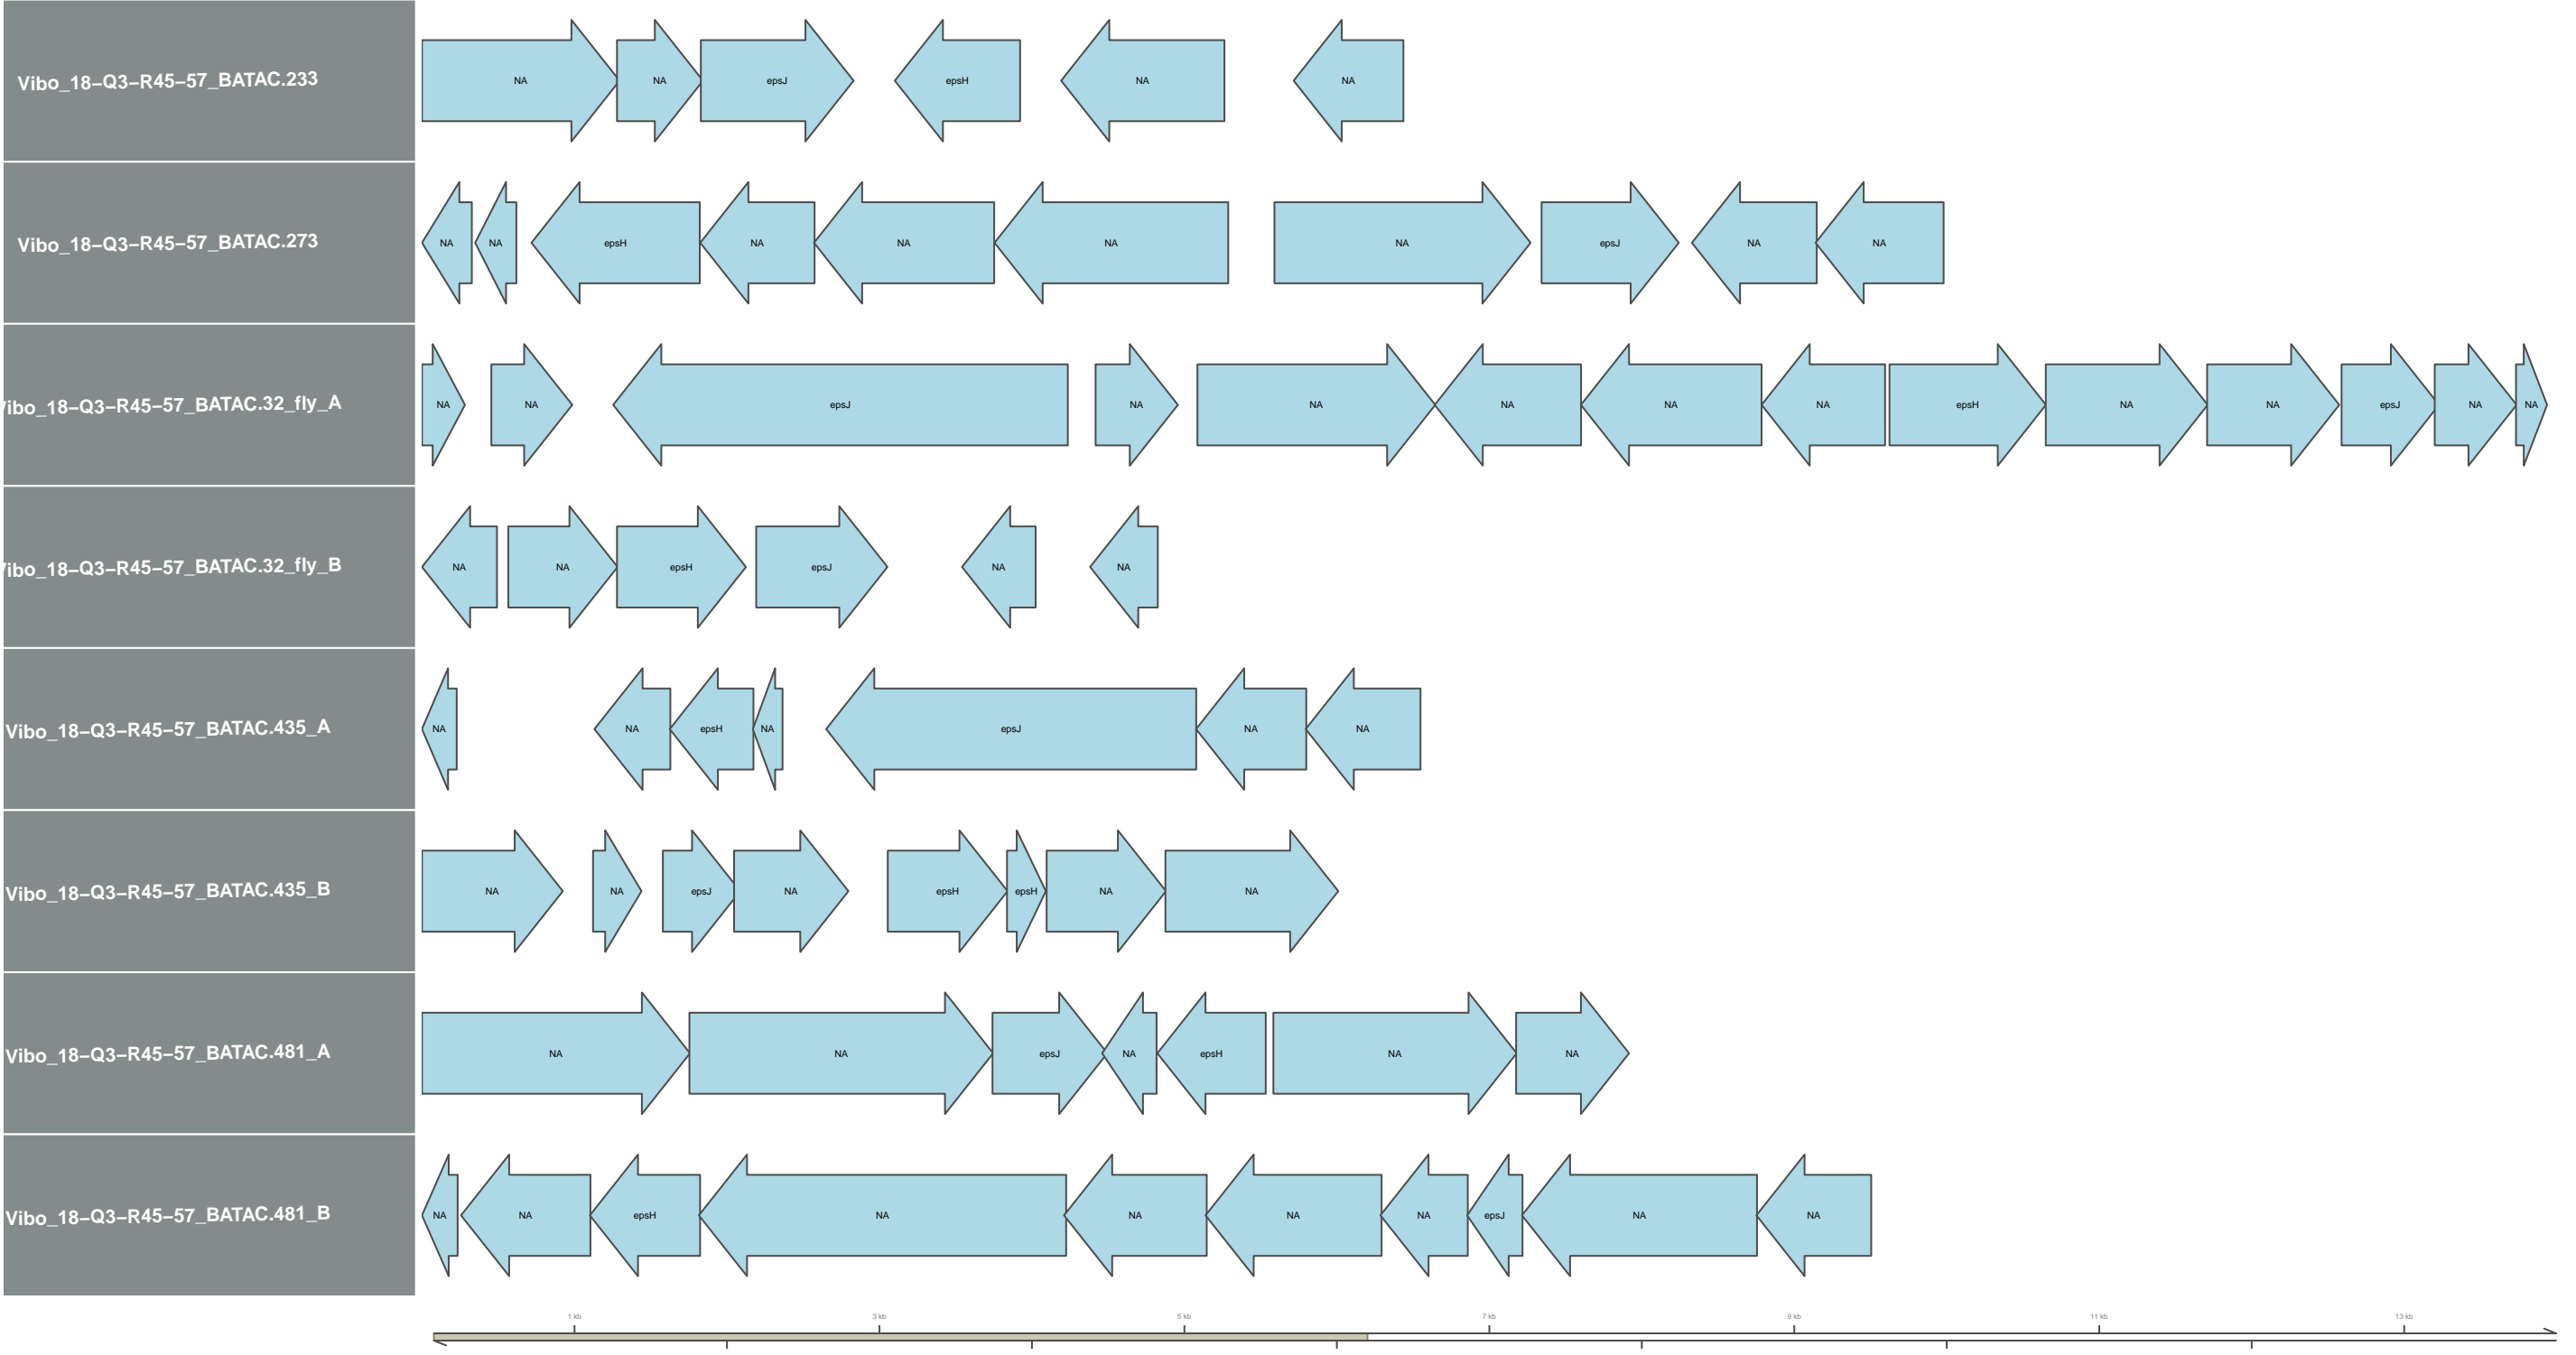 Vibo_18–Q3–R45–57_BATAC.233
NA NA epsJ epsH NA NA
Vibo_18–Q3–R45–57_BATAC.273
NA NA epsH NA NA NA NA epsJ NA NA
ibo_18–Q3–R45–57_BATAC.32_fly_A
NA NA epsJ NA NA NA NA NA epsH NA NA epsJ NA NA
ibo_18–Q3–R45–57_BATAC.32_fly_B
NA NA epsH epsJ NA NA
Vibo_18–Q3–R45–57_BATAC.435_A
NA NA epsH NA epsJ NA NA
Vibo_18–Q3–R45–57_BATAC.435_B
NA NA epsJ NA epsH epsH NA NA
Vibo_18–Q3–R45–57_BATAC.481_A
NA NA epsJ NA epsH NA NA
Vibo_18–Q3–R45–57_BATAC.481_B
NA NA epsH NA NA NA NA epsJ NA NA
1 kb 3 kb 5 kb 7 kb 9 kb 11 kb 13 kb